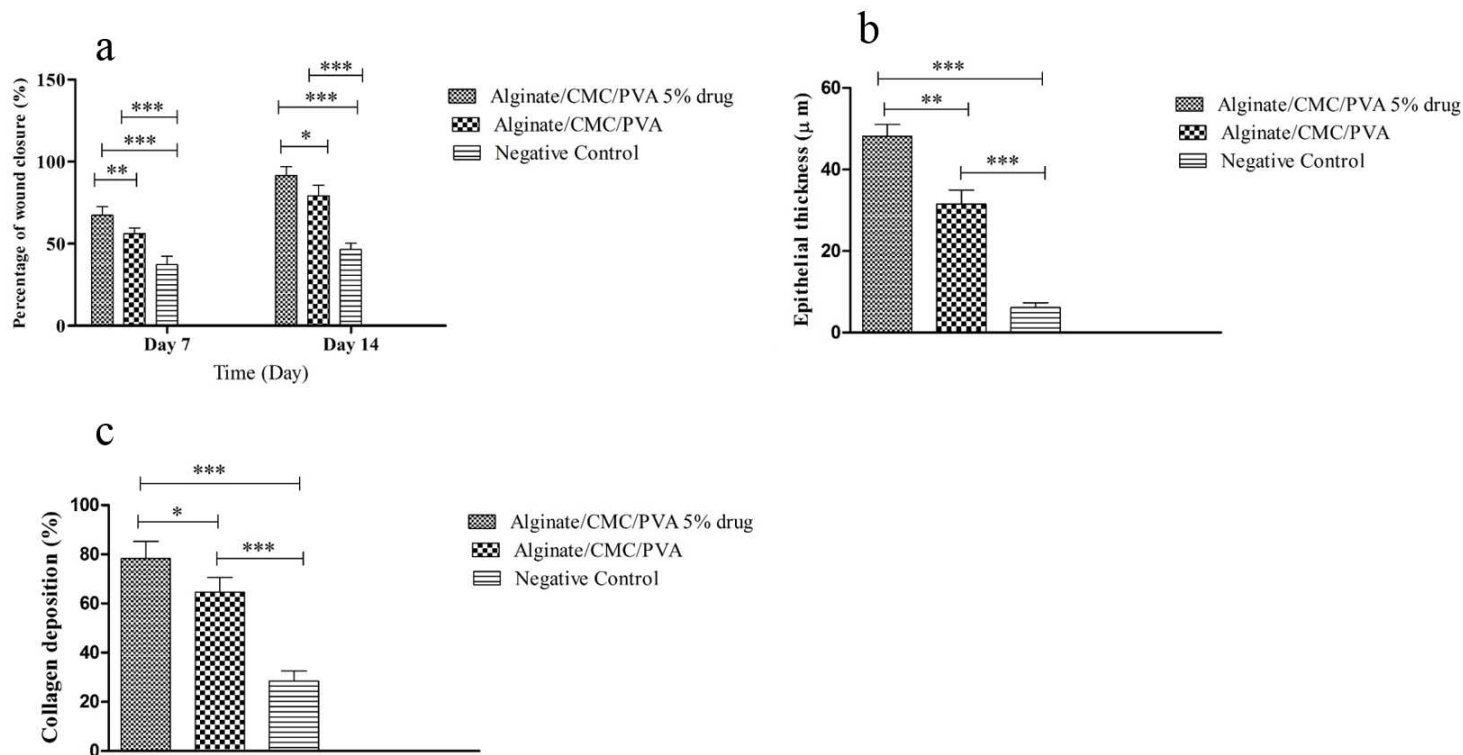 a
Percentage of wound closure (%)
150
100
50
0
***
***
**
***
***
*
Day 7
Day 14
Time (Day)
Alginate/CMC/PVA 5% drug
Alginate/CMC/PVA
Negative Control
b
Epithelial thickness (μ m)
60
40
20
0
***
**
***
Alginate/CMC/PVA 5% drug
Alginate/CMC/PVA
Negative Control
c
Collagen deposition (%)
100
80
60
40
20
0
***
*
***
Alginate/CMC/PVA 5% drug
Alginate/CMC/PVA
Negative Control